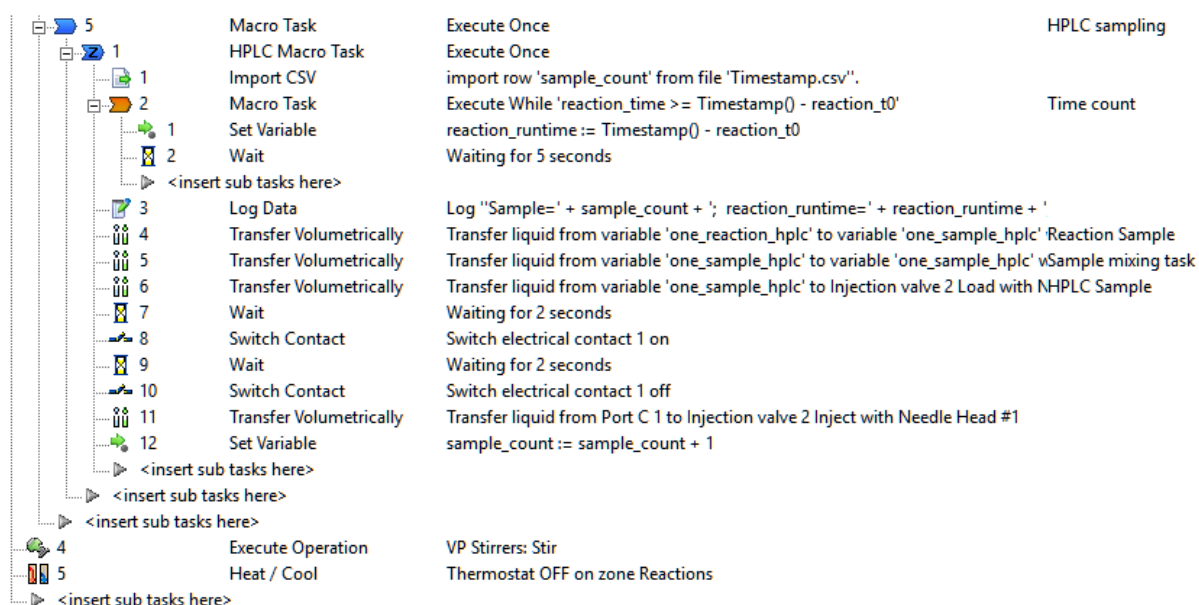 5 Macro Task Execute Once HPLC sampling
1 HPLC Macro Task Execute Once
1 Import CSV import row 'sample_count' from file 'Timestamp.csv''.
2 Macro Task Execute While 'reaction_time >= Timestamp() - reaction_t0' Time count
1 Set Variable reaction_runtime := Timestamp() - reaction_t0
2 Wait Waiting for 5 seconds
<insert sub tasks here>
3 Log Data Log ''Sample=' + sample_count + '; reaction_runtime=' + reaction_runtime + '
4 Transfer Volumetrically Transfer liquid from variable 'one_reaction_hplc' to variable 'one_sample_hplc' Reaction Sample
5 Transfer Volumetrically Transfer liquid from variable 'one_sample_hplc' to variable 'one_sample_hplc' Sample mixing task
6 Transfer Volumetrically Transfer liquid from variable 'one_sample_hplc' to Injection valve 2 Load with HPLC Sample
7 Wait Waiting for 2 seconds
8 Switch Contact Switch electrical contact 1 on
9 Wait Waiting for 2 seconds
10 Switch Contact Switch electrical contact 1 off
11 Transfer Volumetrically Transfer liquid from Port C 1 to Injection valve 2 Inject with Needle Head #1
12 Set Variable sample_count := sample_count + 1
<insert sub tasks here>
<insert sub tasks here>
<insert sub tasks here>
4 Execute Operation VP Stirrers: Stir
5 Heat / Cool Thermostat OFF on zone Reactions
<insert sub tasks here>